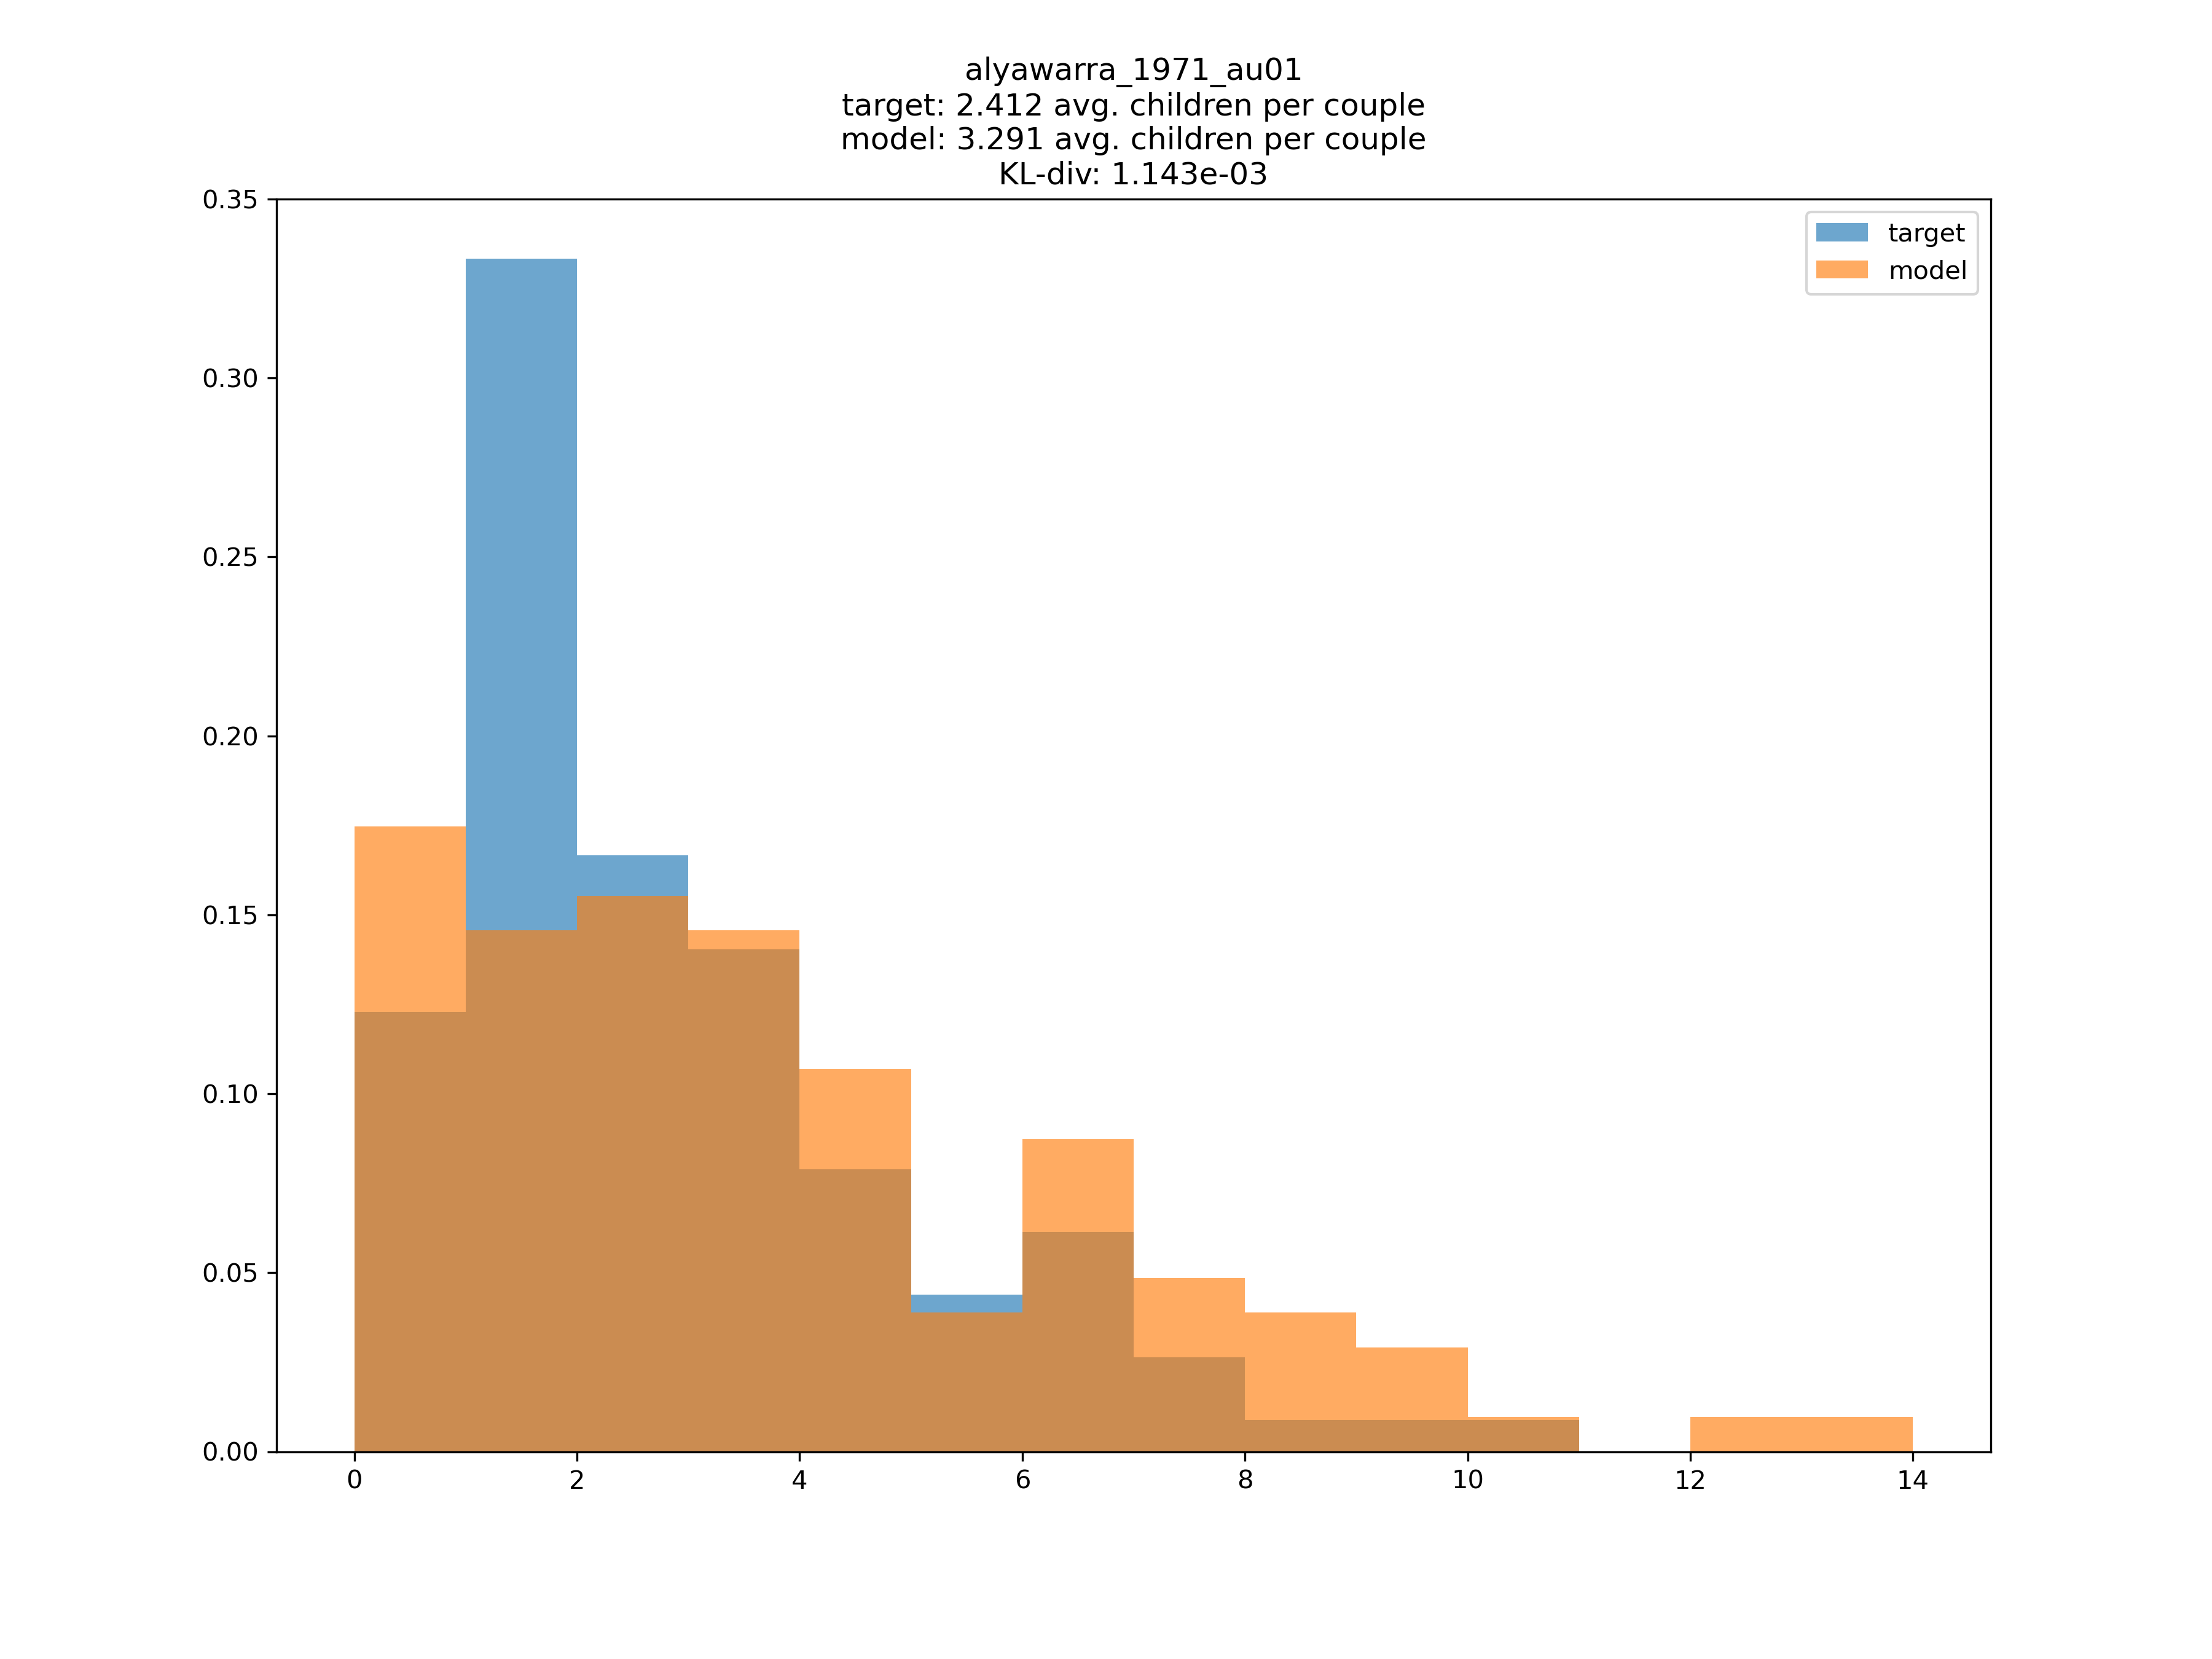 alyawarra_1971_au01
target: 2.412 avg. children per couple
model: 3.291 avg. children per couple
KL-div: 1.143e-03
target
model
0.35
0.30
0.25
0.20
0.15
0.10
0.05
0.00
0 2 4 6 8 10 12 14